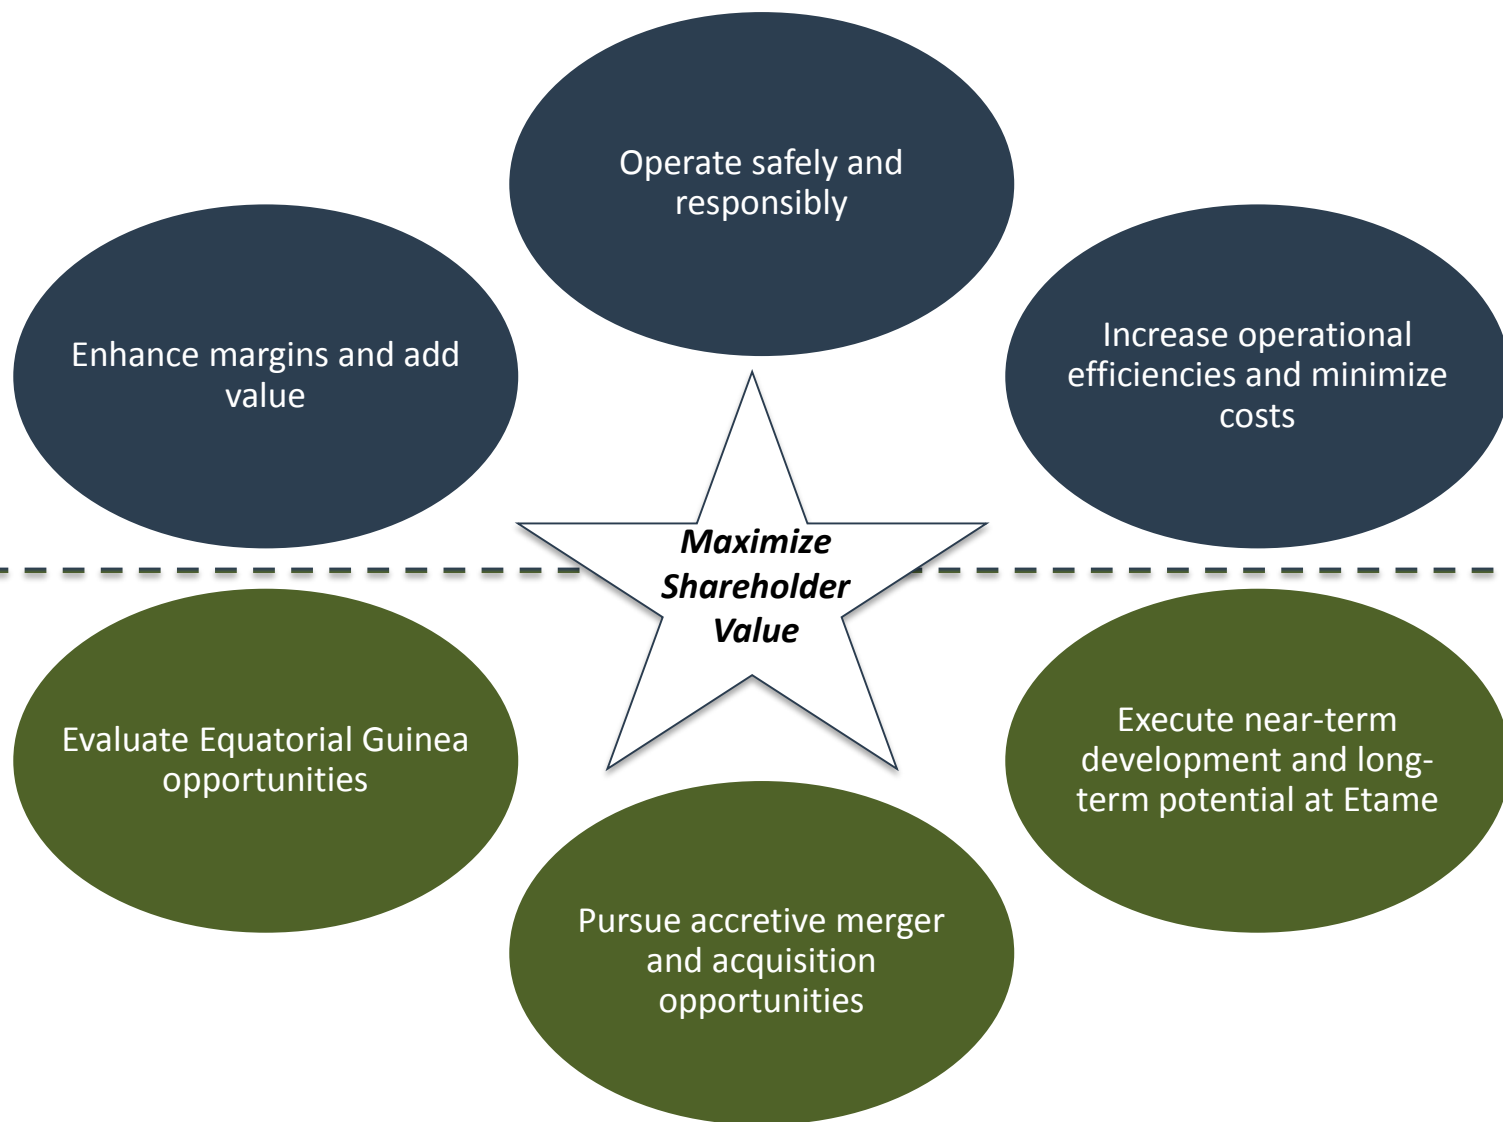 Operate safely and
responsibly
Enhance margins and add
value
Increase operational
efficiencies and minimize
costs
Maximize
Shareholder
Value
Evaluate Equatorial Guinea
opportunities
Execute near-term
development and long-
term potential at Etame
Pursue accretive merger
and acquisition
opportunities